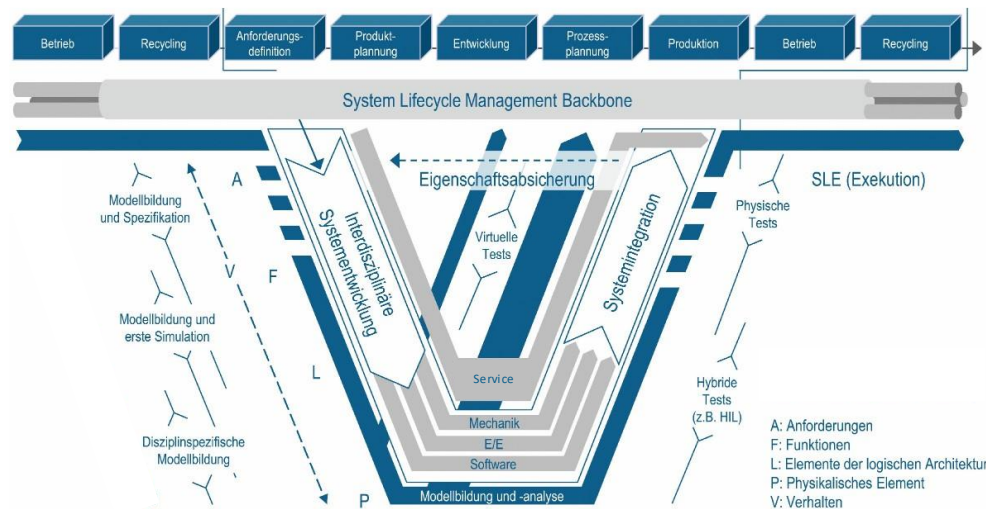 Betrieb
Recycling
Anforderungs-
definition
Produkt-
plannung
Entwicklung
Prozess-
plannung
Produktion
Betrieb
Recycling
System Lifecycle Management Backbone
A
Modellbildung
und Spezifikation
V
F
Modellbildung und
erste Simulation
L
Disziplinspezifische
Modellbildung
P
Interdisziplinäre
Systementwicklung
Eigenschaftsabsicherung
Virtuelle
Tests
Systemintegration
Service
Mechanik
E/E
Software
Modellbildung und -analyse
SLE (Exekution)
Physische
Tests
Hybride
Tests
(z.B. HIL)
A: Anforderungen
F: Funktionen
L: Elemente der logischen Architektur
P: Physikalisches Element
V: Verhalten